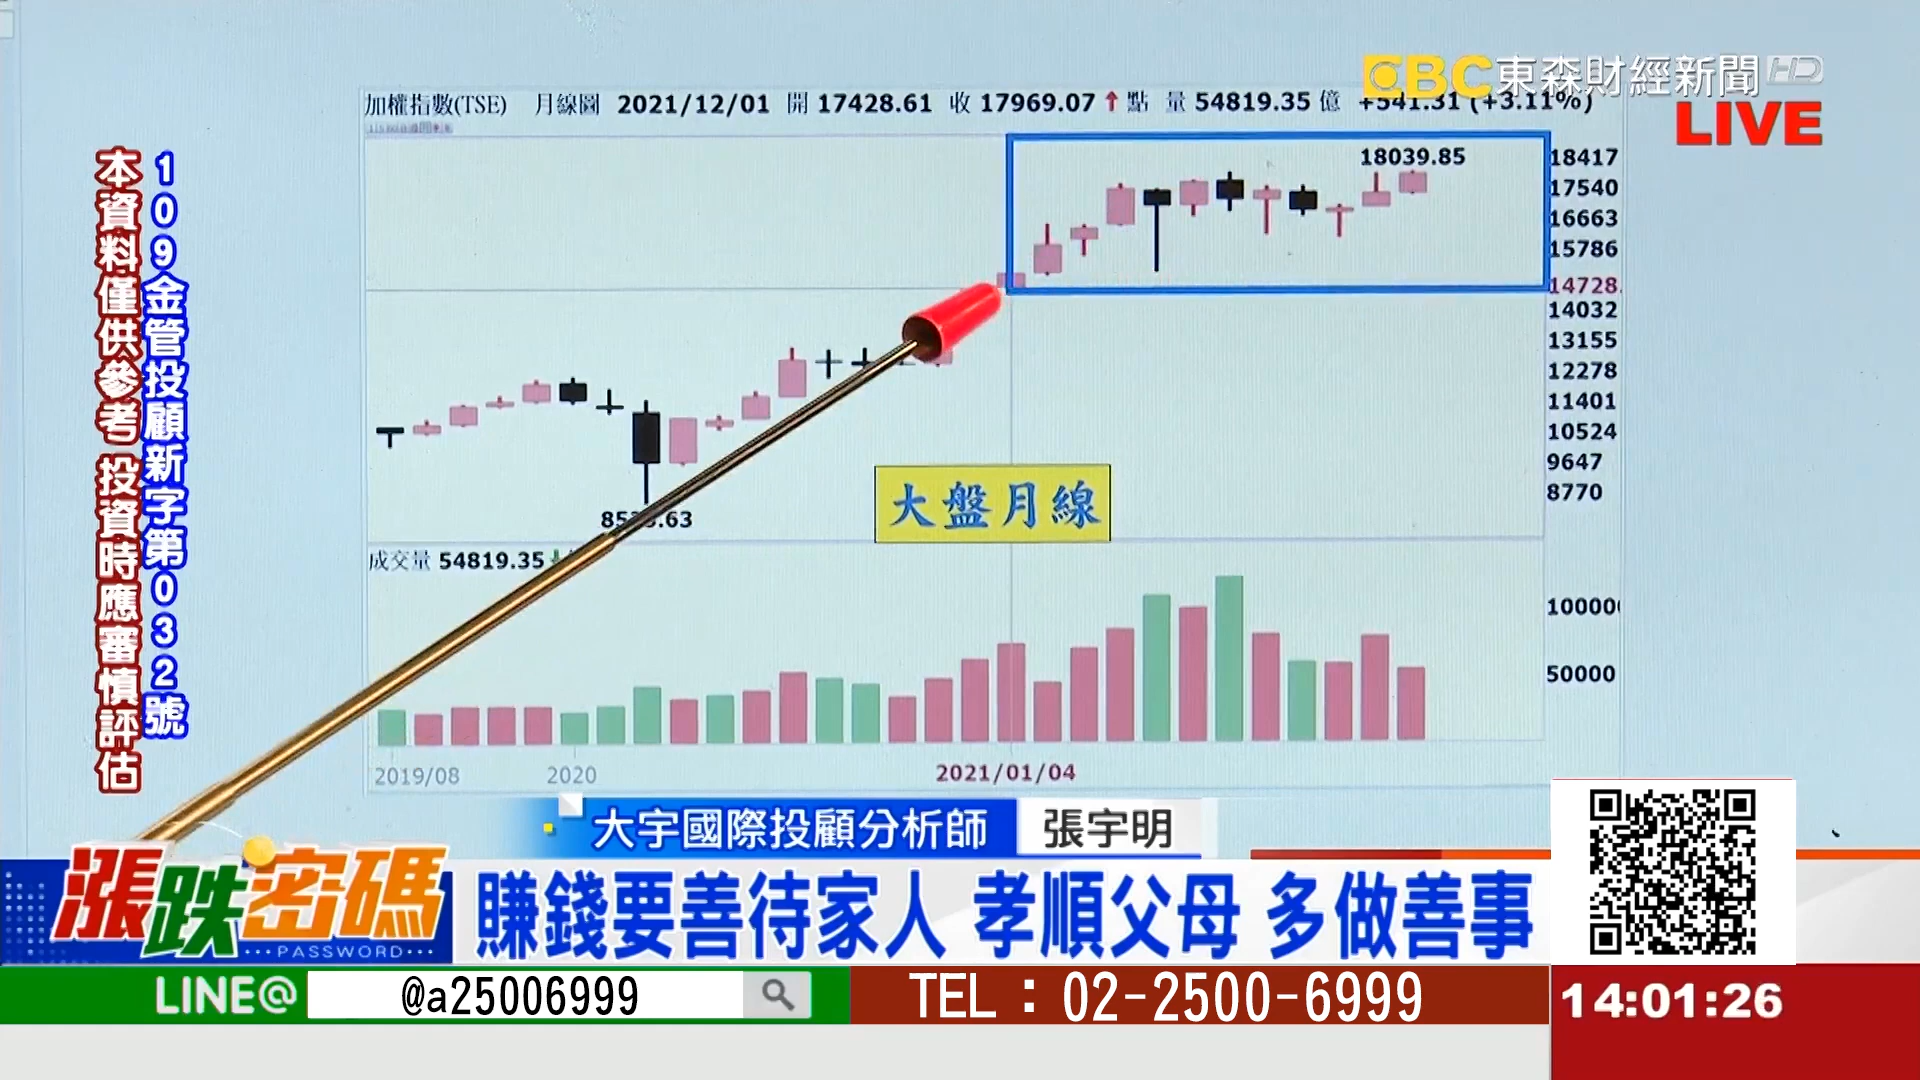 EBC東森財經新聞HD
LIVE
加權指數(TSE) 月線圖 2021/12/01 開 17428.61 收 17969.07↑點 量 54819.35 億 +541.31 (+3.11%)
本資料僅供參考 投資時應審慎評估
109金管投顧新字第032號
18039.85
18417
17540
16663
15786
14728
14032
13155
12278
11401
10524
9647
8770
大盤月線
成交量 54819.35↓
50000
2019/08
2020
2021/01/04
大宇國際投顧分析師 張宇明
漲跌密碼
PASSWORD
賺錢要善待家人 孝順父母 多做善事
LINE@ @a25006999
TEL：02-2500-6999
14:01:26